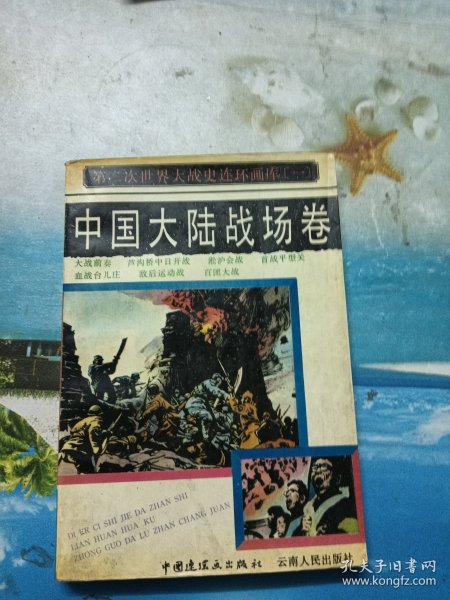 第二次世界大战史连环画库〔一〕
中国大陆战场卷
大战前奏 芦沟桥中日开战 淞沪会战 首战平型关
血战台儿庄 敌后运动战 百团大战
DI ER CI SHI JIE DA ZHAN SHI
LIAN HUAN HUA KU
ZHONG GUO DA LU ZHAN CHANG JUAN
中国连环画出版社 云南人民出版社
孔夫子旧书网